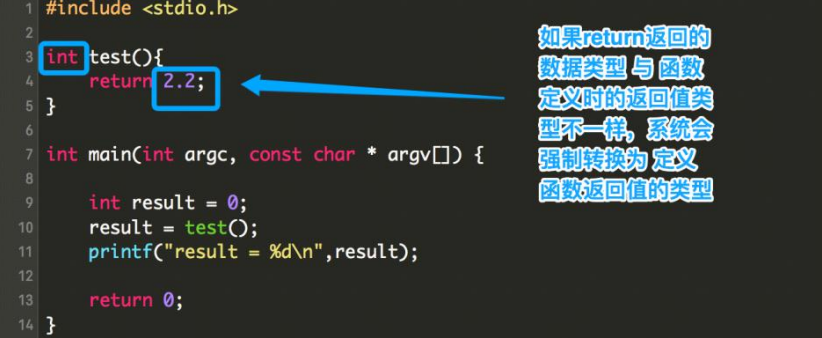 1 #include <stdio.h>
2
3 int test(){
4     return 2.2;
5 }
6
7 int main(int argc, const char * argv[]) {
8
9     int result = 0;
10     result = test();
11     printf("result = %d\n",result);
12
13     return 0;
14 }
如果return返回的
数据类型 与 函数
定义时的返回值类
型不一样，系统会
强制转换为 定义
函数返回值的类型